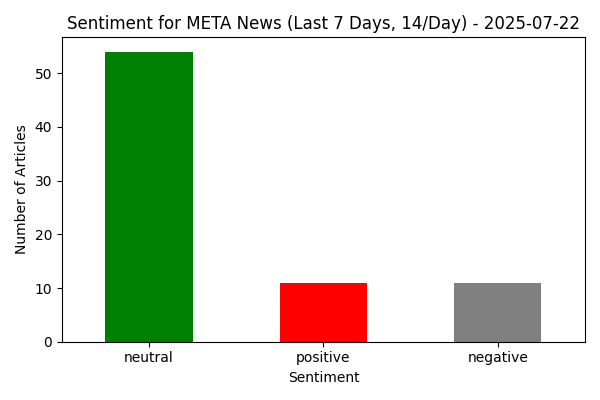 Sentiment for META News (Last 7 Days, 14/Day) - 2025-07-22
Number of Articles
50
40
30
20
10
0
neutral positive negative
Sentiment